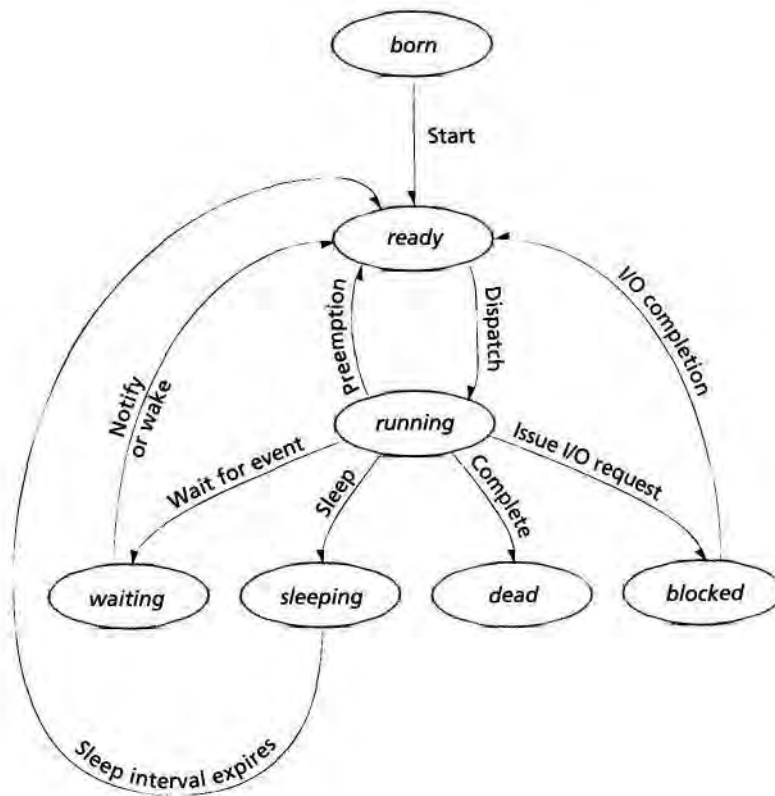 born
Start
ready
Preemption
Dispatch
I/O completion
Notify
or wake
running
Wait for event
Sleep
Complete
Issue I/O request
waiting
sleeping
dead
blocked
Sleep interval expires